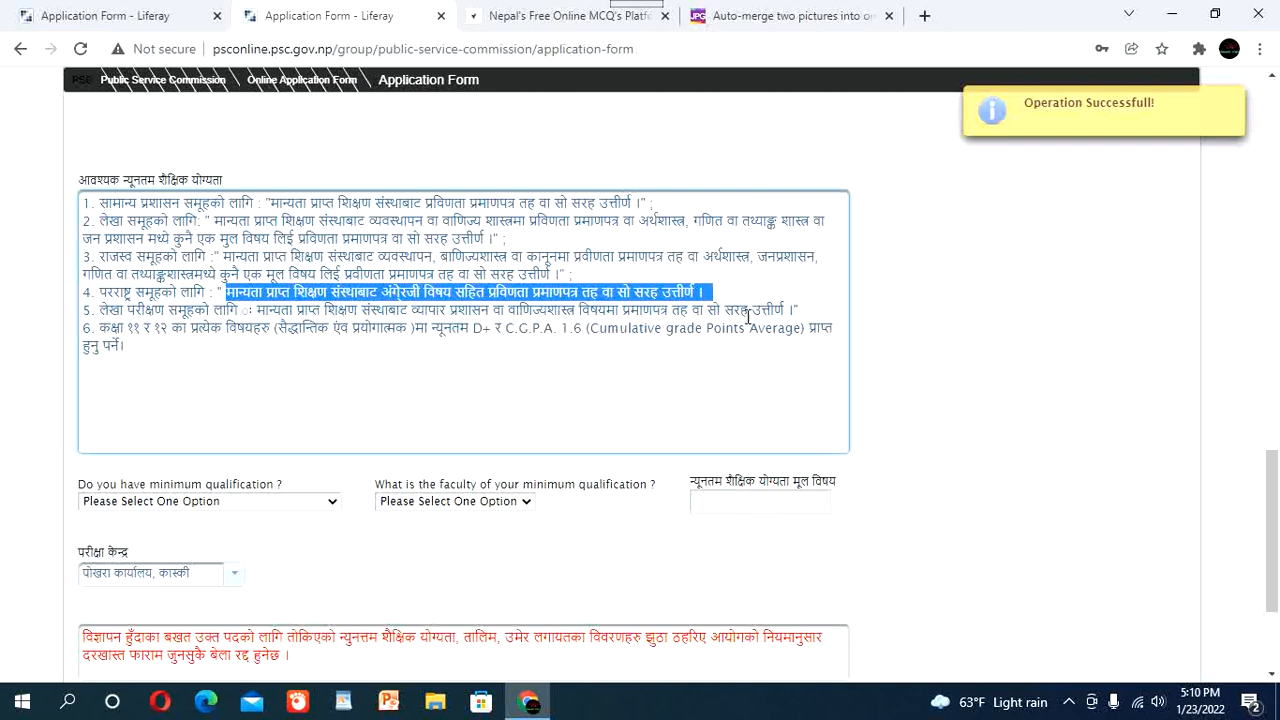 Application Form - Liferay
Application Form - Liferay
Nepal's Free Online MCQ's Platf
JPG Auto-merge two pictures into on
Not secure psconline.psc.gov.np/group/public-service-commission/application-form
Public Service Commission Online Application Form Application Form
Operation Successfull!
आवश्यक न्यूनतम शैक्षिक योग्यता
1. सामान्य प्रशासन समूहको लागि : "मान्यता प्राप्त शिक्षण संस्थाबाट प्रविणता प्रमाणपत्र तह वा सो सरह उत्तीर्ण ।" ;
2. लेखा समूहको लागि: " मान्यता प्राप्त शिक्षण संस्थाबाट व्यवस्थापन वा वाणिज्य शास्त्रमा प्रविणता प्रमाणपत्र वा अर्थशास्त्र, गणित वा तथ्याङ्क शास्त्र वा
जन प्रशासन मध्ये कुनै एक मुल विषय लिई प्रविणता प्रमाणपत्र वा सो सरह उत्तीर्ण ।" ;
3. राजस्व समूहको लागि :" मान्यता प्राप्त शिक्षण संस्थाबाट व्यवस्थापन, बाणिज्यशास्त्र वा कानूनमा प्रवीणता प्रमाणपत्र तह वा अर्थशास्त्र, जनप्रशासन,
गणित वा तथ्याङ्कशास्त्रमध्ये कुनै एक मूल विषय लिई प्रवीणता प्रमाणपत्र तह वा सो सरह उत्तीर्ण ।" ;
4. परराष्ट्र समूहको लागि : " मान्यता प्राप्त शिक्षण संस्थाबाट अंगे्रजी विषय सहित प्रविणता प्रमाणपत्र तह वा सो सरह उत्तीर्ण ।
5. लेखा परीक्षण समूहको लागि ः मान्यता प्राप्त शिक्षण संस्थाबाट व्यापार प्रशासन वा वाणिज्यशास्त्र विषयमा प्रमाणपत्र तह वा सो सरह उत्तीर्ण ।"
6. कक्षा ११ र १२ का प्रत्येक विषयहरु (सैद्धान्तिक एंव प्रयोगात्मक )मा न्यूनतम D+ र C.G.P.A. 1.6 (Cumulative grade Points Average) प्राप्त
हुनु पर्ने।
Do you have minimum qualification ? What is the faculty of your minimum qualification ? न्यूनतम शैक्षिक योग्यता मूल विषय
Please Select One Option Please Select One Option
परीक्षा केन्द्र
पोखरा कार्यालय, कास्की
विज्ञापन हुँदाका बखत उक्त पदको लागि तोकिएको न्युनत्तम शैक्षिक योग्यता, तालिम, उमेर लगायतका विवरणहरु झुठा ठहरिए आयोगको नियमानुसार
दरखास्त फाराम जुनसुकै बेला रद्द हुनेछ ।
63°F Light rain
5:10 PM
1/23/2022
2